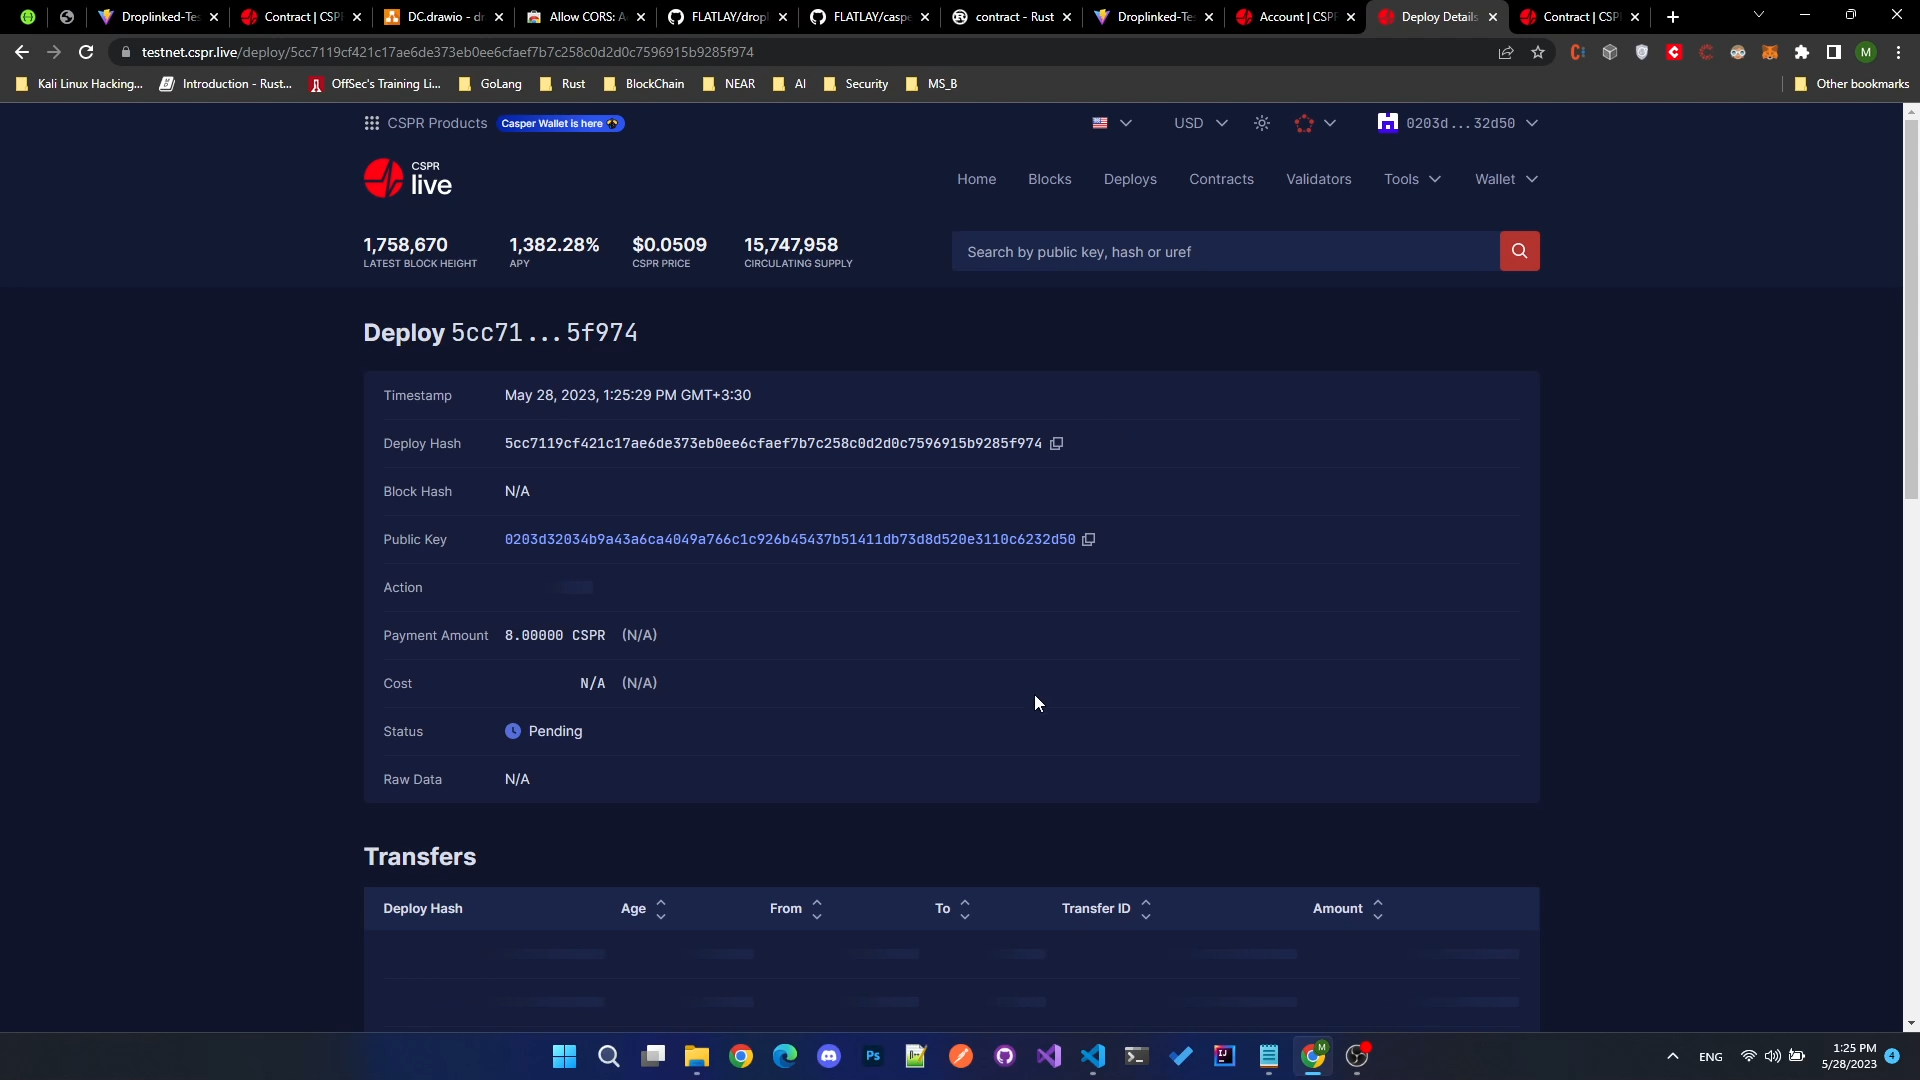 Droplinked-Te
Contract | CSP
DC.drawio - dr
Allow CORS: A
FLATLAY/drop
FLATLAY/caspe
contract - Rust
Droplinked-Te
Account | CSP
Deploy Details
Contract | CSP
testnet.cspr.live/deploy/5cc7119cf421c17ae6de373eb0ee6cfaef7b7c258c0d2d0c7596915b9285f974
M
Kali Linux Hacking...
Introduction - Rust...
OffSec's Training Li...
GoLang
Rust
BlockChain
NEAR
AI
Security
MS_B
Other bookmarks
CSPR Products
Casper Wallet is here
USD
0203d...32d50
CSPR
live
Home
Blocks
Deploys
Contracts
Validators
Tools
Wallet
1,758,670
LATEST BLOCK HEIGHT
1,382.28%
APY
$0.0509
CSPR PRICE
15,747,958
CIRCULATING SUPPLY
Search by public key, hash or uref
Deploy 5cc71...5f974
Timestamp May 28, 2023, 1:25:29 PM GMT+3:30
Deploy Hash 5cc7119cf421c17ae6de373eb0ee6cfaef7b7c258c0d2d0c7596915b9285f974
Block Hash N/A
Public Key 0203d32034b9a43a6ca4049a766c1c926b45437b51411db73d8d520e3110c6232d50
Action
Payment Amount 8.00000 CSPR (N/A)
Cost N/A (N/A)
Status Pending
Raw Data N/A
Transfers
Deploy Hash Age From To Transfer ID Amount
Ps
ENG
1:25 PM
5/28/2023
4